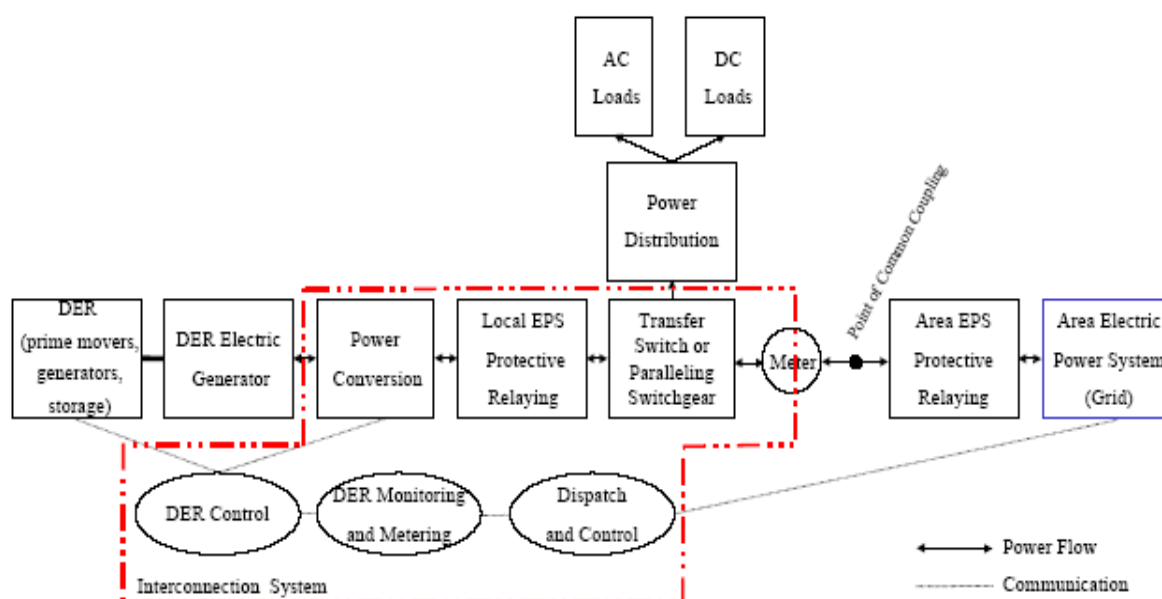 AC
Loads
DC
Loads
Power
Distribution
Point of Common Coupling
DER
(prime movers,
generators,
storage)
DER Electric
Generator
Power
Conversion
Local EPS
Protective
Relaying
Transfer
Switch or
Paralleling
Switchgear
Meter
Area EPS
Protective
Relaying
Area Electric
Power System
(Grid)
DER Control
DER Monitoring
and Metering
Dispatch
and Control
Interconnection System
Power Flow
Communication